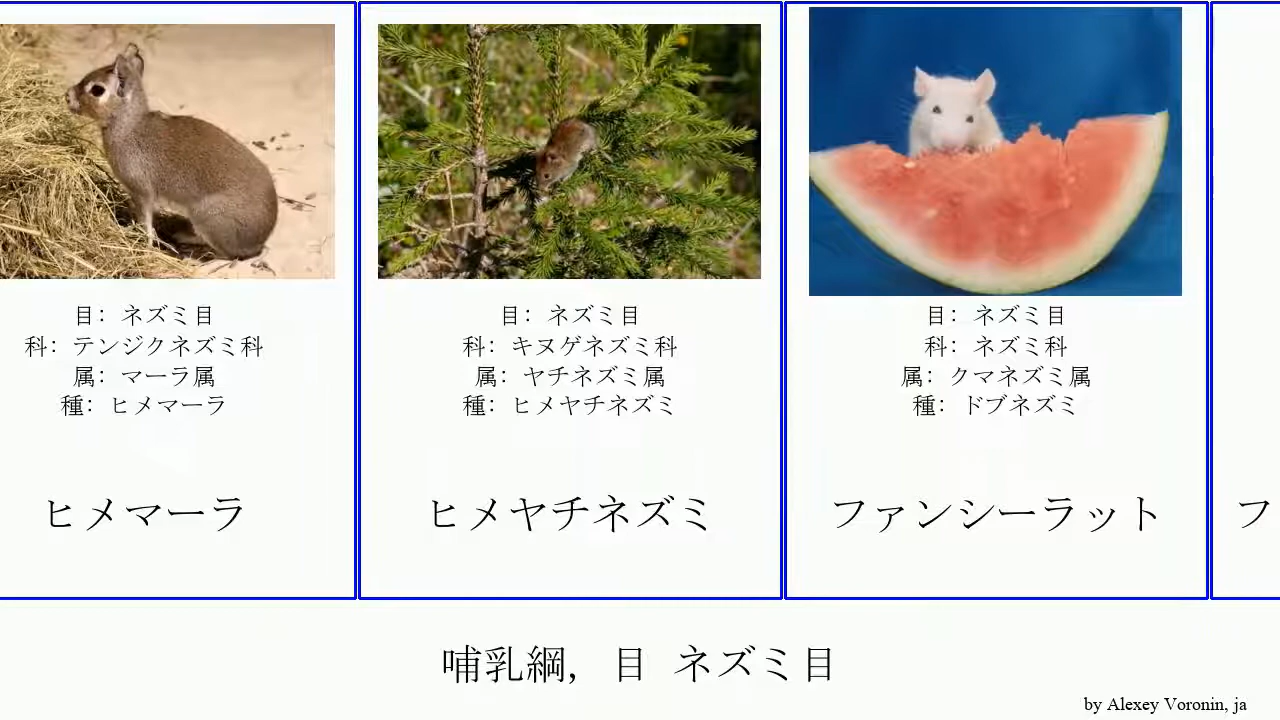 目: ネズミ目
科: テンジクネズミ科
属: マーラ属
種: ヒメマーラ
ヒメマーラ
目: ネズミ目
科: キヌゲネズミ科
属: ヤチネズミ属
種: ヒメヤチネズミ
ヒメヤチネズミ
目: ネズミ目
科: ネズミ科
属: クマネズミ属
種: ドブネズミ
ファンシーラット
フ
哺乳綱, 目 ネズミ目
by Alexey Voronin, ja